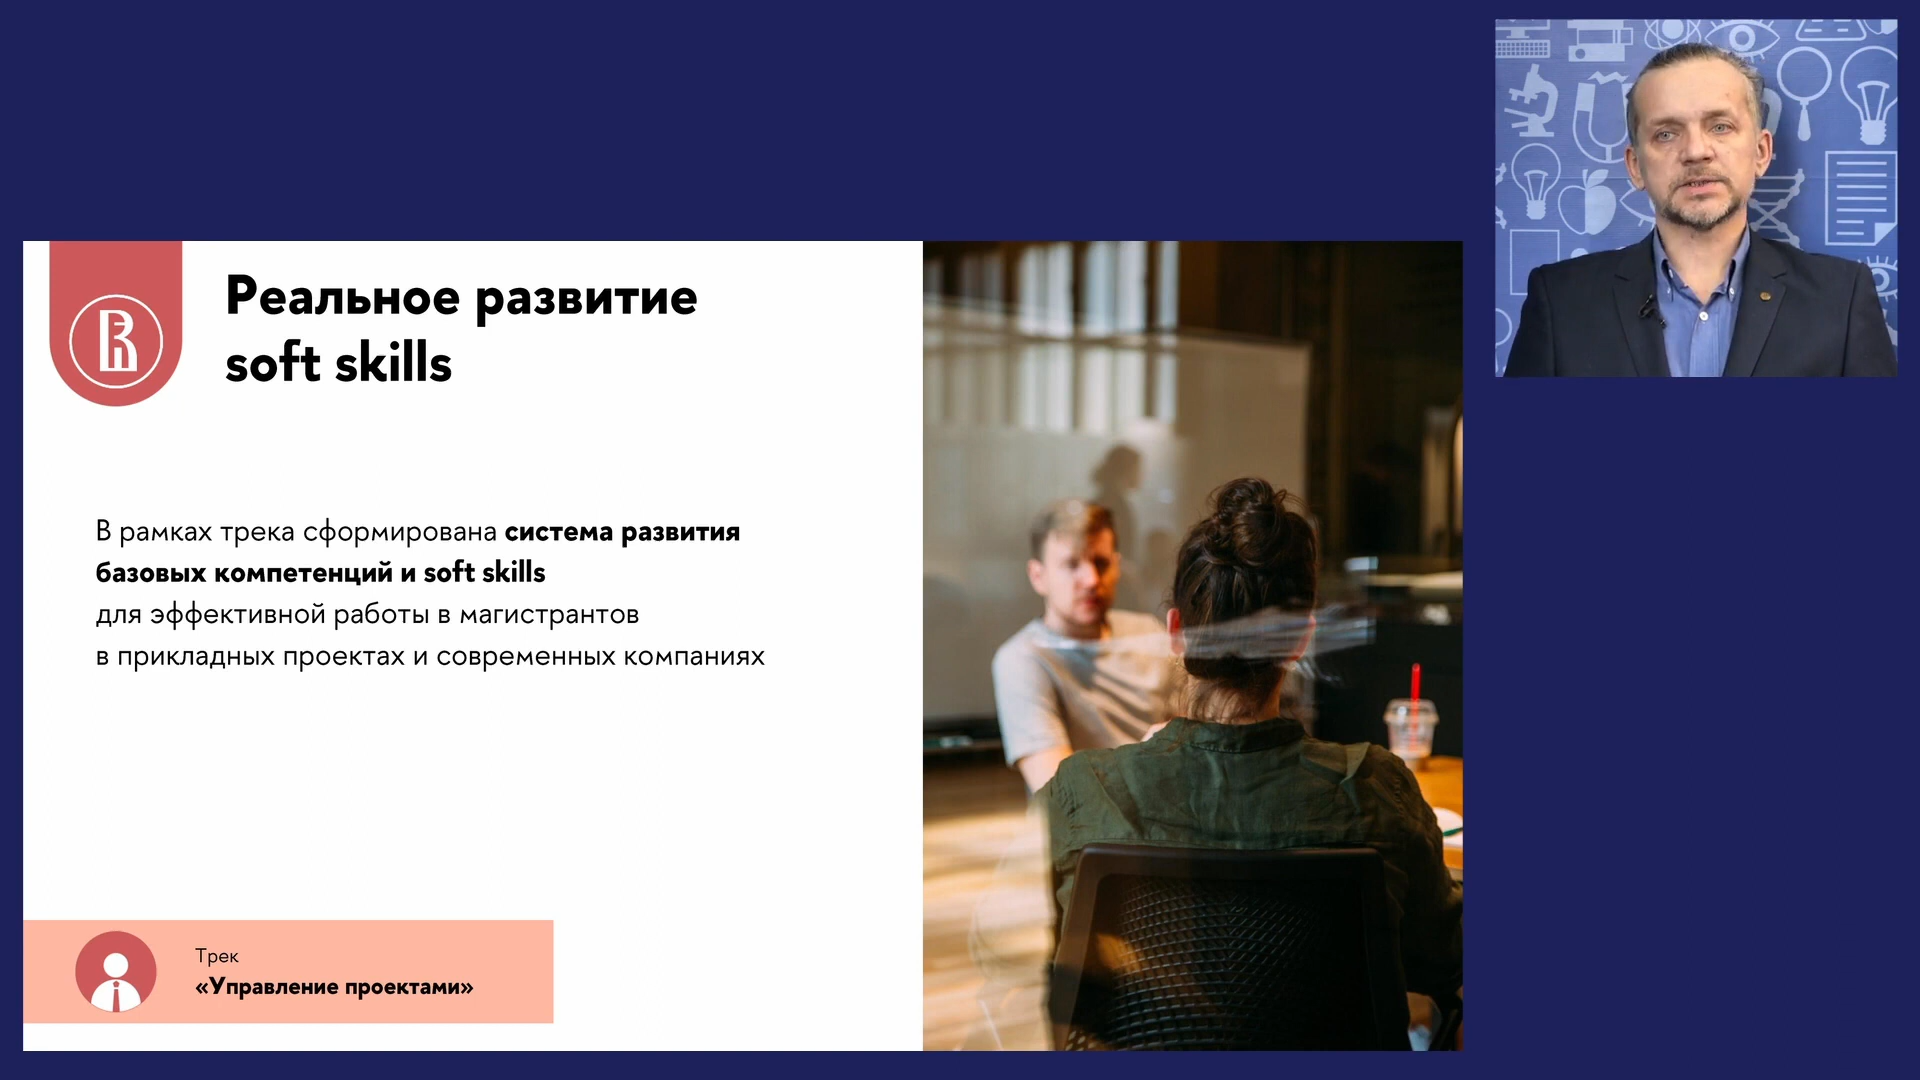 Реальное развитие
soft skills
В рамках трека сформирована система развития
базовых компетенций и soft skills
для эффективной работы в магистрантов
в прикладных проектах и современных компаниях
Трек
«Управление проектами»